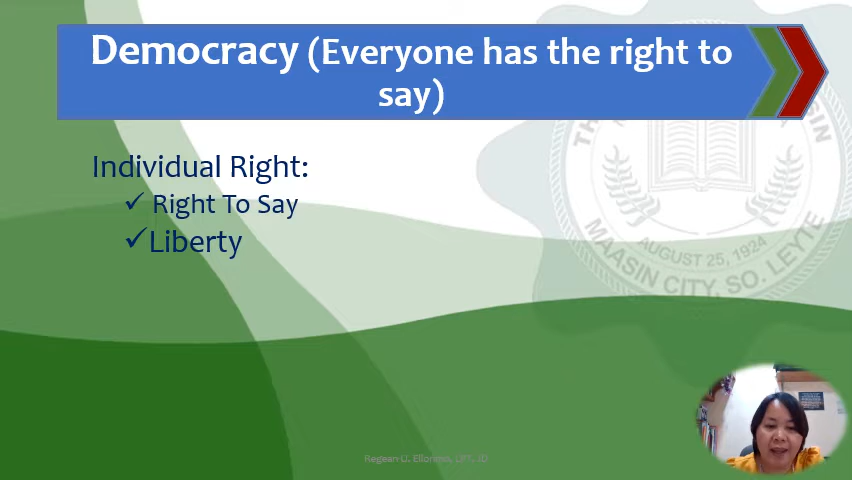 Democracy (Everyone has the right to
say)
Individual Right:
✓ Right To Say
✓Liberty
AUGUST 25, 1924
MAASIN CITY, SO. LEYTE